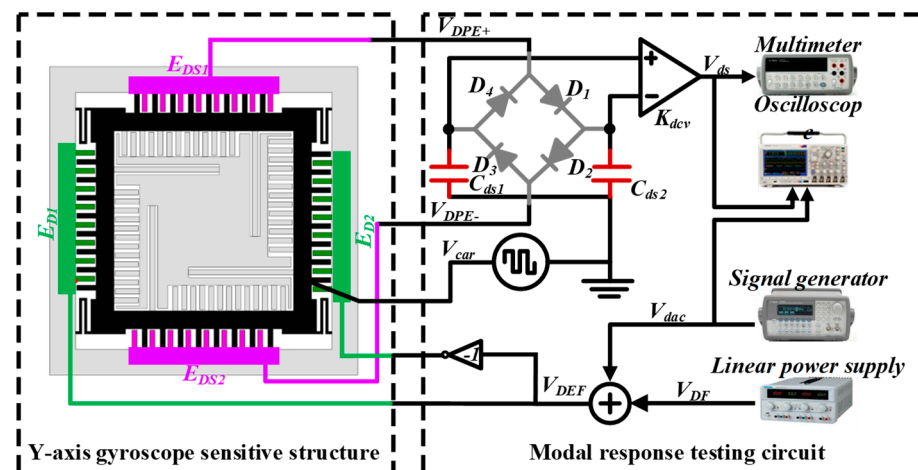 V_DPE+
E_DS1
D_4
D_1
V_ds
Multimeter
Oscilloscop
e
K_dcv
D_3
D_2
C_ds1
C_ds2
E_D1
E_D2
V_DPE-
V_car
Signal generator
V_dac
-1
Linear power supply
E_DS2
V_DEF
V_DF
Y-axis gyroscope sensitive structure
Modal response testing circuit